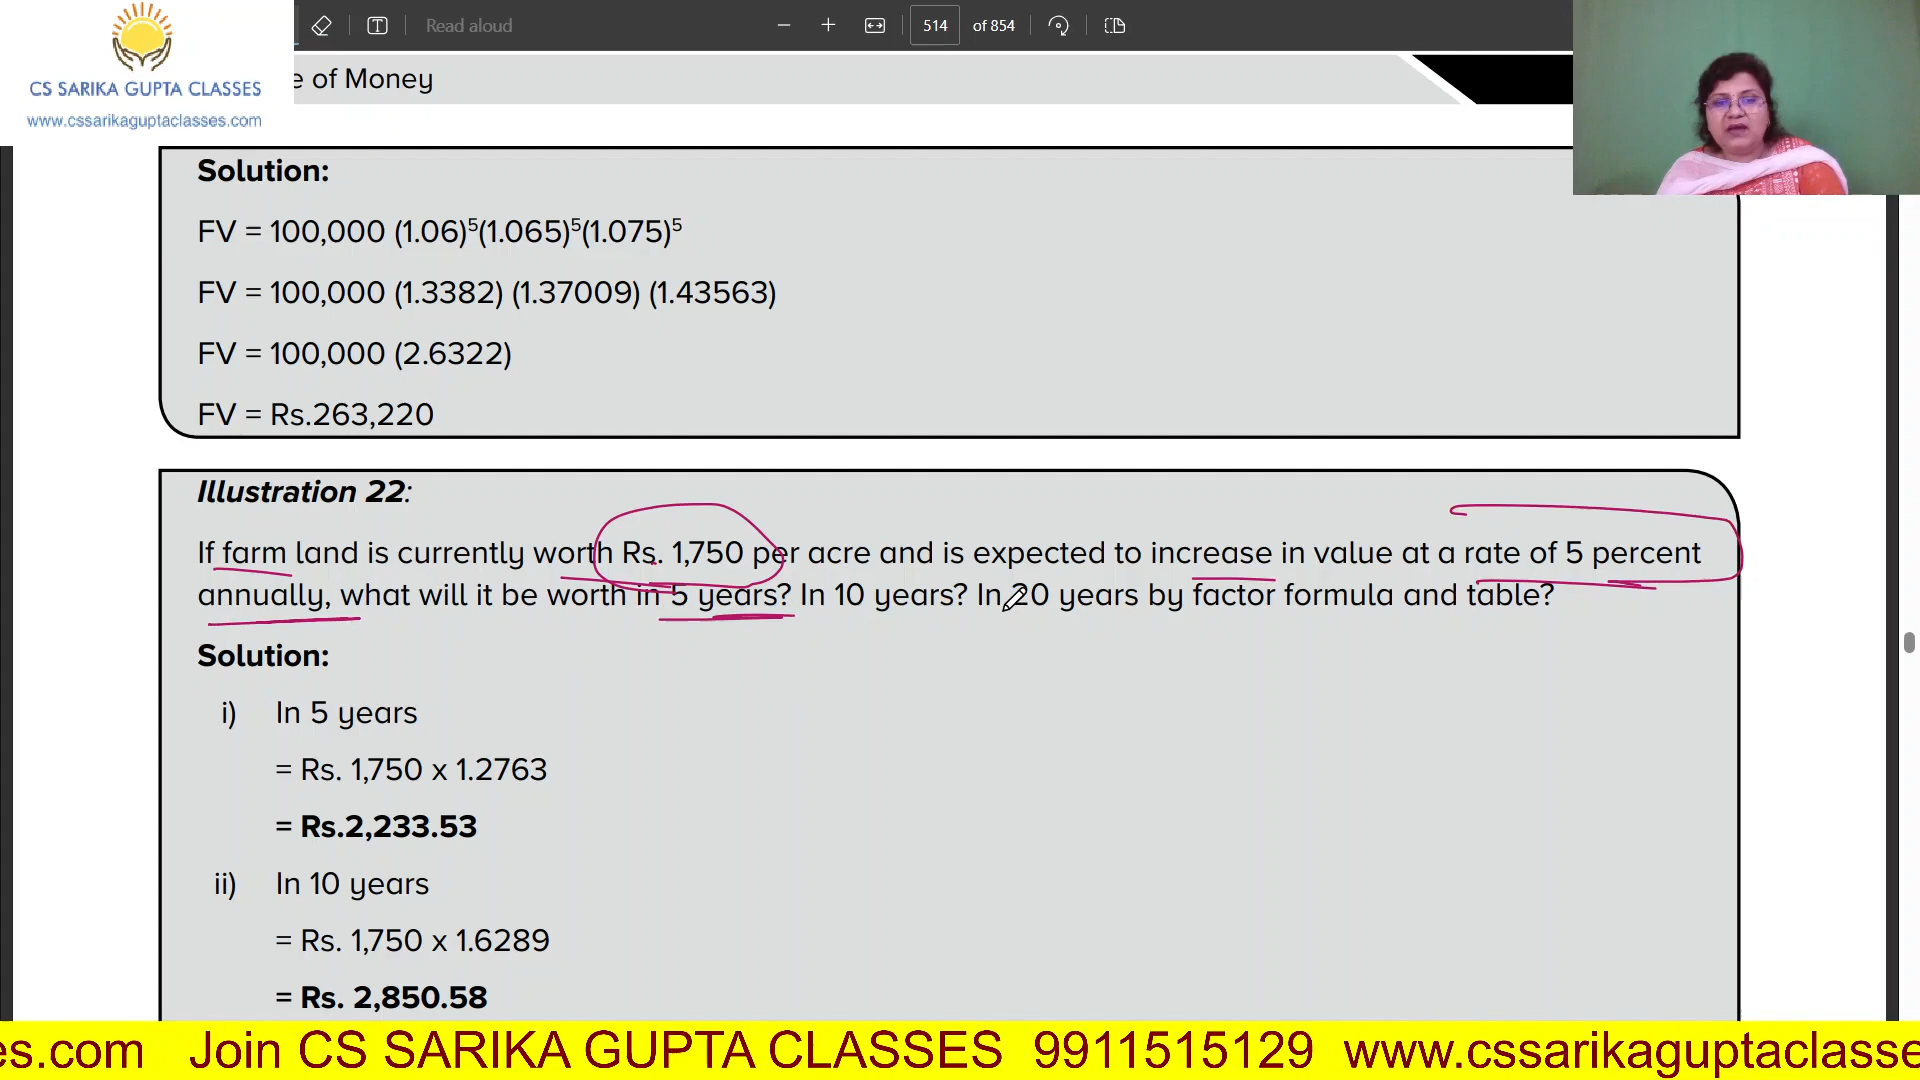 Read aloud
514 of 854
CS SARIKA GUPTA CLASSES
www.cssarikaguptaclasses.com
e of Money
Solution:
FV = 100,000 (1.06)⁵(1.065)⁵(1.075)⁵
FV = 100,000 (1.3382) (1.37009) (1.43563)
FV = 100,000 (2.6322)
FV = Rs.263,220
Illustration 22:
If farm land is currently worth Rs. 1,750 per acre and is expected to increase in value at a rate of 5 percent
annually, what will it be worth in 5 years? In 10 years? In 20 years by factor formula and table?
Solution:
i) In 5 years
= Rs. 1,750 x 1.2763
= Rs.2,233.53
ii) In 10 years
= Rs. 1,750 x 1.6289
= Rs. 2,850.58
es.com Join CS SARIKA GUPTA CLASSES 9911515129 www.cssarikaguptaclasse